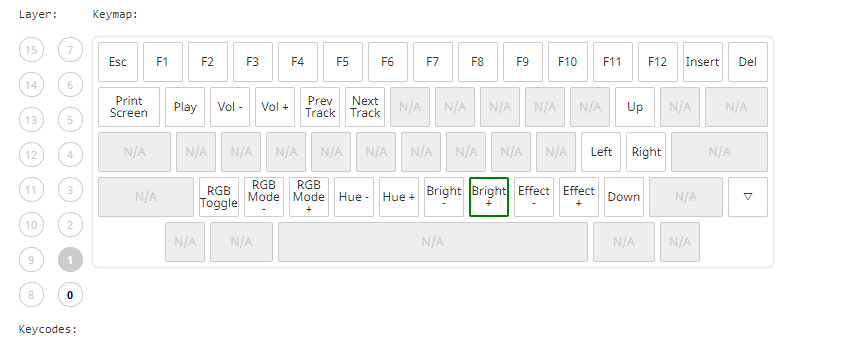 Layer: Keymap:
15 7 Esc F1 F2 F3 F4 F5 F6 F7 F8 F9 F10 F11 F12 Insert Del
14 6 Print Screen Play Vol - Vol + Prev Track Next Track N/A N/A N/A N/A N/A Up N/A N/A
13 5
12 4 N/A N/A N/A N/A N/A N/A N/A N/A N/A N/A Left Right N/A
11 3 N/A RGB Toggle RGB Mode - RGB Mode + Hue - Hue + Bright - Bright + Effect - Effect + Down N/A ▽
10 2
9 1 N/A N/A N/A N/A N/A
8 0
Keycodes: